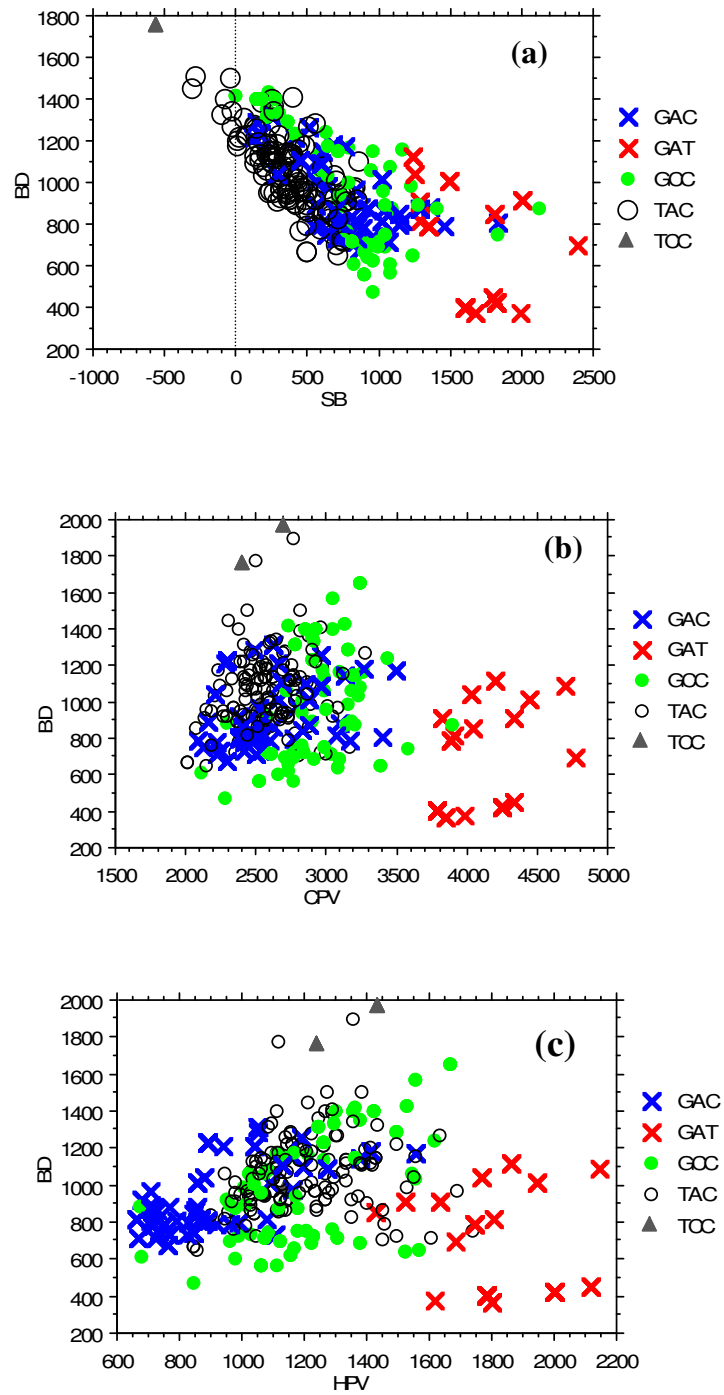 (a)
1800
1600
1400
1200
1000
800
600
400
200
BD
-1000 -500 0 500 1000 1500 2000 2500
SB
GAC
GAT
GCC
TAC
TCC
(b)
2000
1800
1600
1400
1200
1000
800
600
400
200
BD
1500 2000 2500 3000 3500 4000 4500 5000
CPV
GAC
GAT
GCC
TAC
TCC
(c)
2000
1800
1600
1400
1200
1000
800
600
400
200
BD
600 800 1000 1200 1400 1600 1800 2000 2200
HPV
GAC
GAT
GCC
TAC
TCC